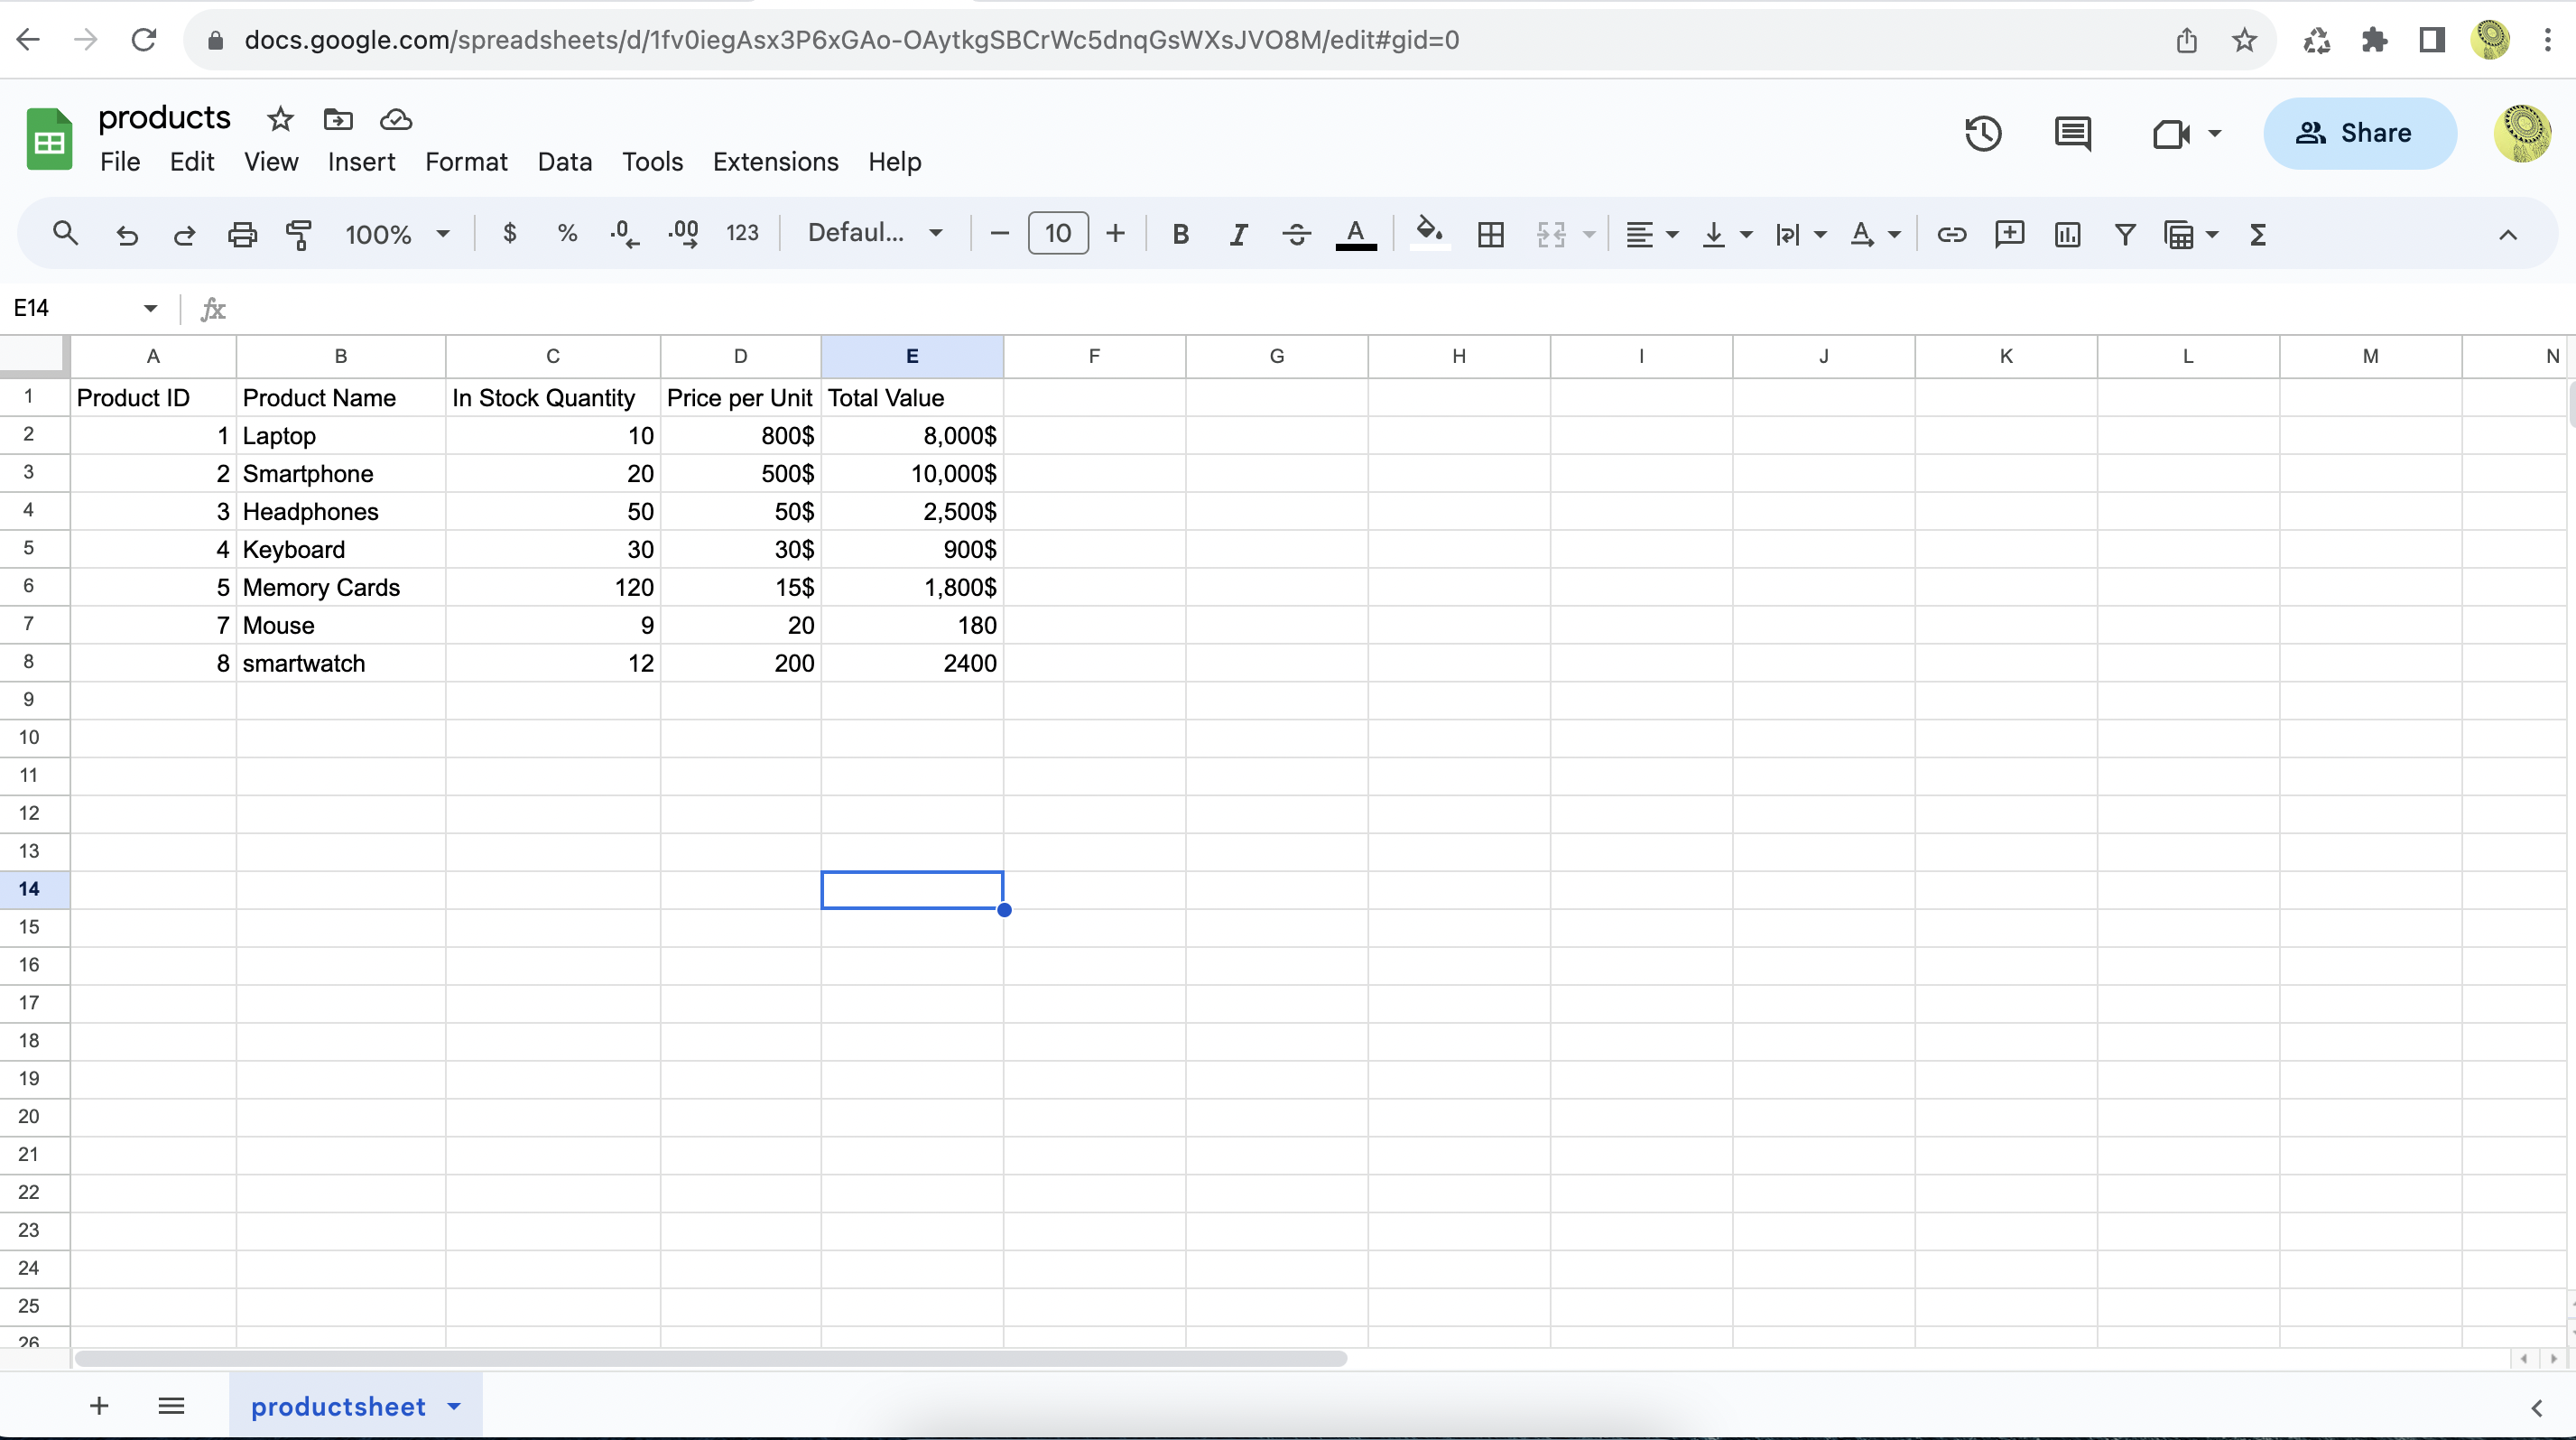 docs.google.com/spreadsheets/d/1fv0iegAsx3P6xGAo-OAytkgSBCrWc5dnqGsWXsJVO8M/edit#gid=0
products
Share
File Edit View Insert Format Data Tools Extensions Help
100% $ % .0 .00 123 Defaul... 10 B I A A Σ
E14 fx
A B C D E F G H I J K L M N
1 Product ID Product Name In Stock Quantity Price per Unit Total Value
2 1 Laptop 10 800$ 8,000$
3 2 Smartphone 20 500$ 10,000$
4 3 Headphones 50 50$ 2,500$
5 4 Keyboard 30 30$ 900$
6 5 Memory Cards 120 15$ 1,800$
7 7 Mouse 9 20 180
8 8 smartwatch 12 200 2400
9
10
11
12
13
14
15
16
17
18
19
20
21
22
23
24
25
26
productsheet